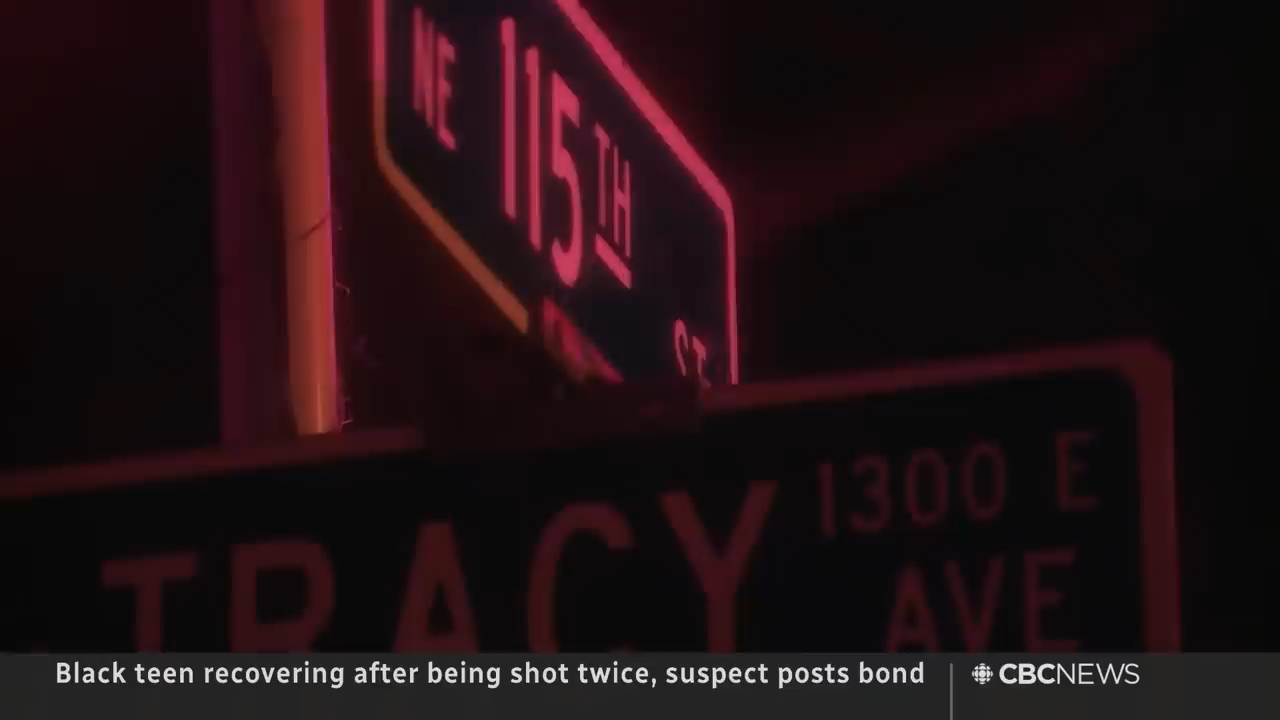 NE 115TH ST
TRACY 1300 E AVE
Black teen recovering after being shot twice, suspect posts bond
CBCNEWS